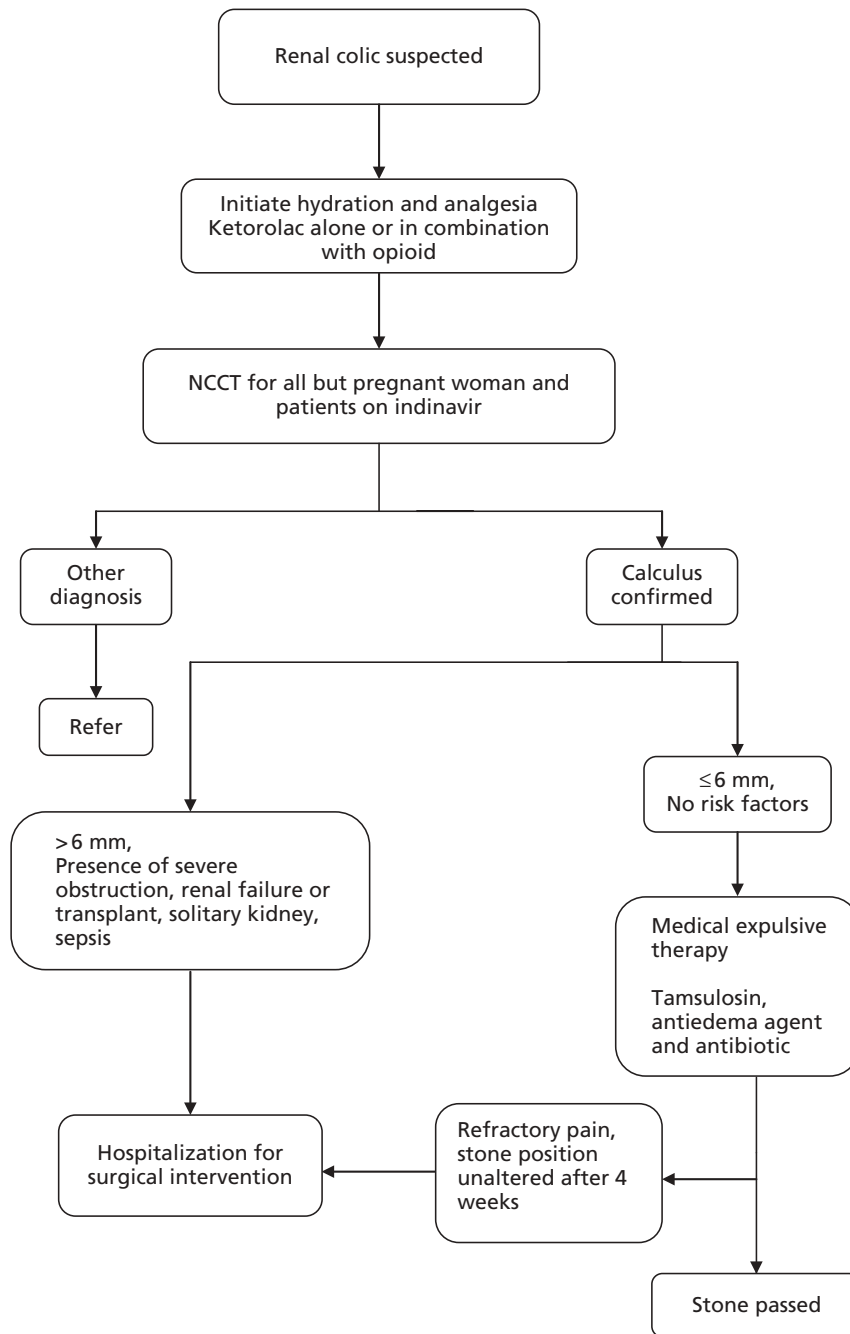 Renal colic suspected
Initiate hydration and analgesia
Ketorolac alone or in combination
with opioid
NCCT for all but pregnant woman and
patients on indinavir
Other
diagnosis
Calculus
confirmed
Refer
≤6 mm,
No risk factors
>6 mm,
Presence of severe
obstruction, renal failure or
transplant, solitary kidney,
sepsis
Medical expulsive
therapy
Tamsulosin,
antiedema agent
and antibiotic
Hospitalization for
surgical intervention
Refractory pain,
stone position
unaltered after 4
weeks
Stone passed